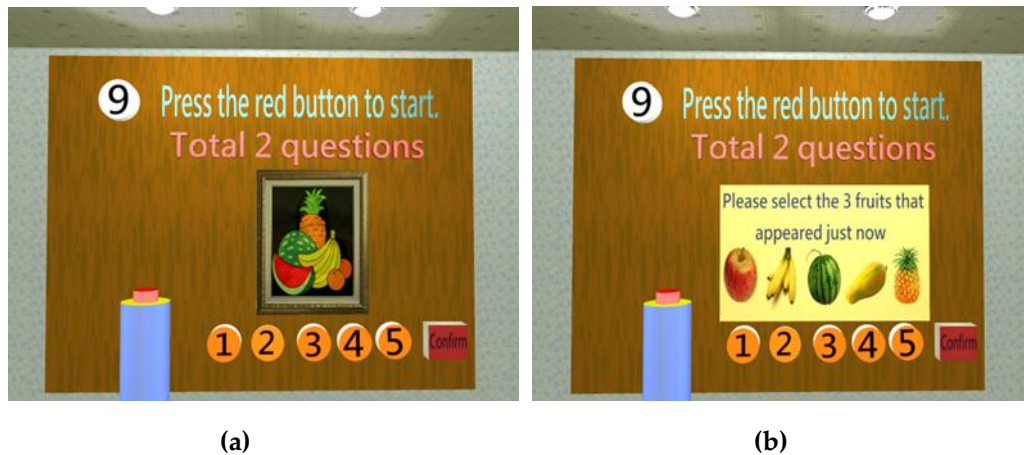 9 Press the red button to start.
Total 2 questions
1 2 3 4 5 Confirm
(a)
9 Press the red button to start.
Total 2 questions
Please select the 3 fruits that
appeared just now
1 2 3 4 5 Confirm
(b)